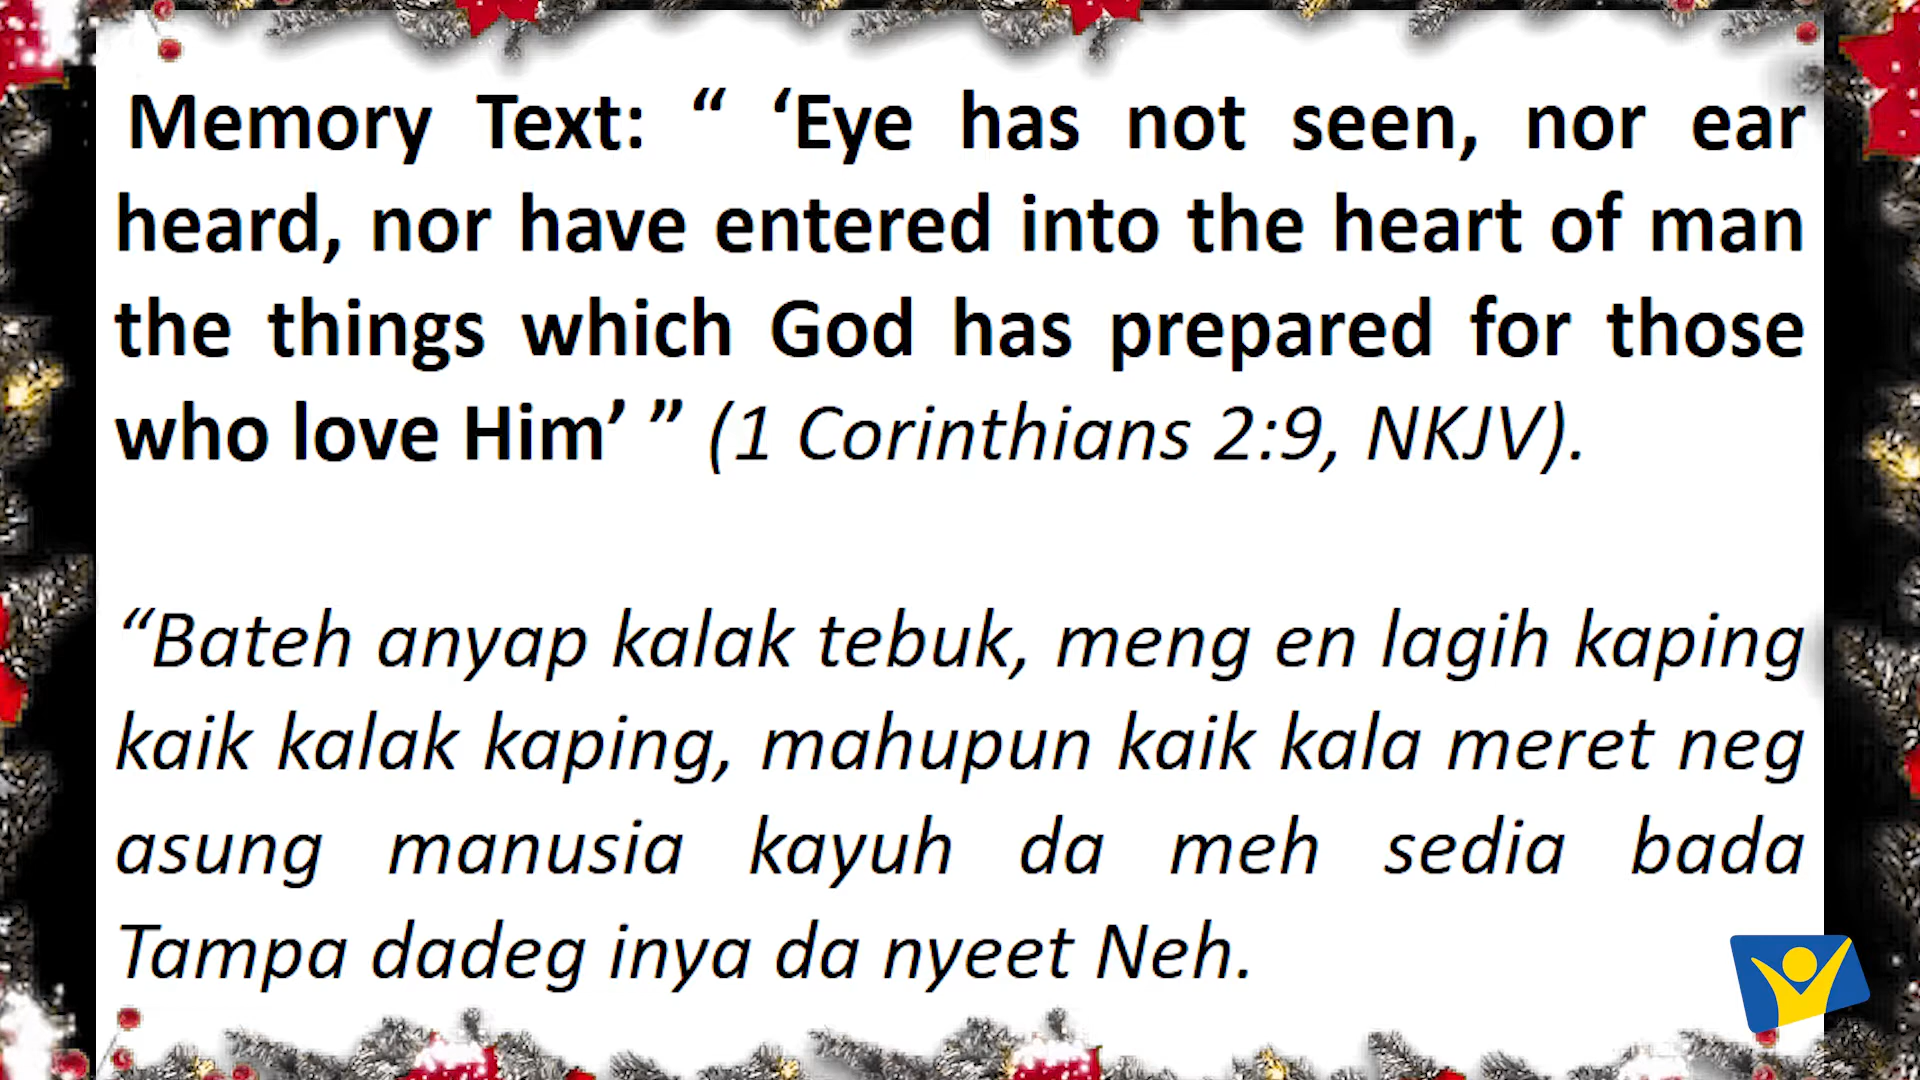 Memory Text: “ ‘Eye has not seen, nor ear
heard, nor have entered into the heart of man
the things which God has prepared for those
who love Him’ ” (1 Corinthians 2:9, NKJV).
“Bateh anyap kalak tebuk, meng en lagih kaping
kaik kalak kaping, mahupun kaik kala meret neg
asung manusia kayuh da meh sedia bada
Tampa dadeg inya da nyeet Neh.